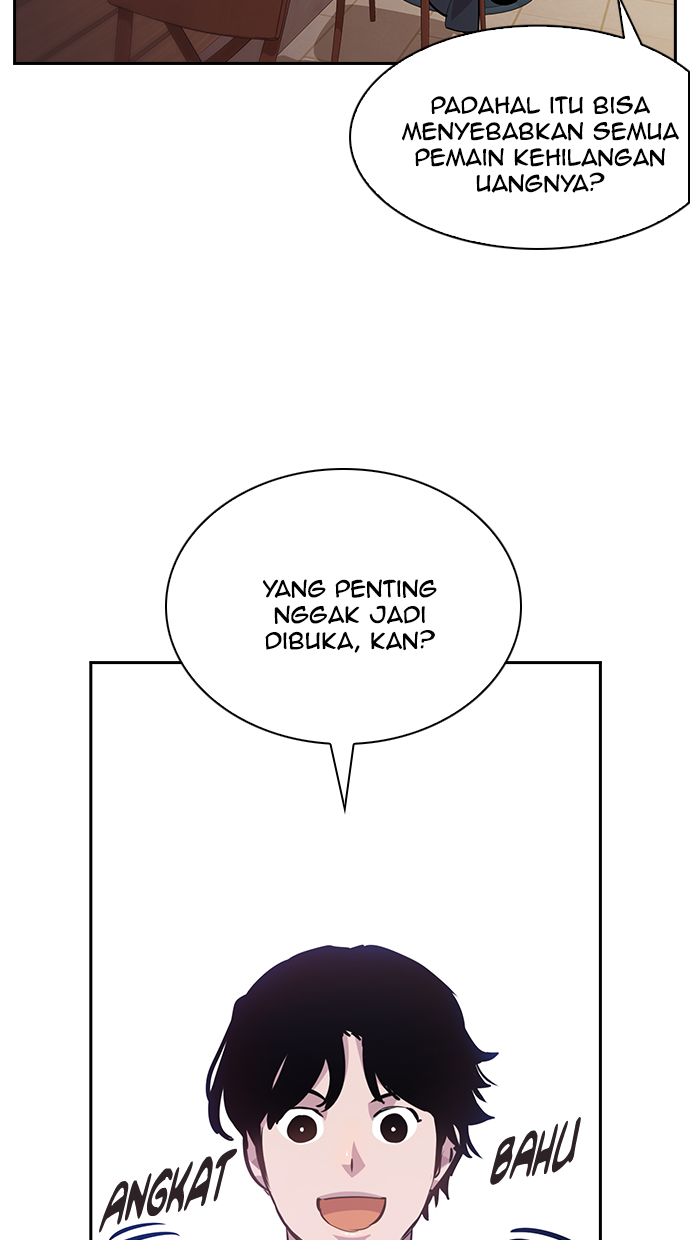 PADAHAL ITU BISA
MENYEBABKAN SEMUA
PEMAIN KEHILANGAN
UANGNYA?
YANG PENTING
NGGAK JADI
DIBUKA, KAN?
ANGKAT
BAHU